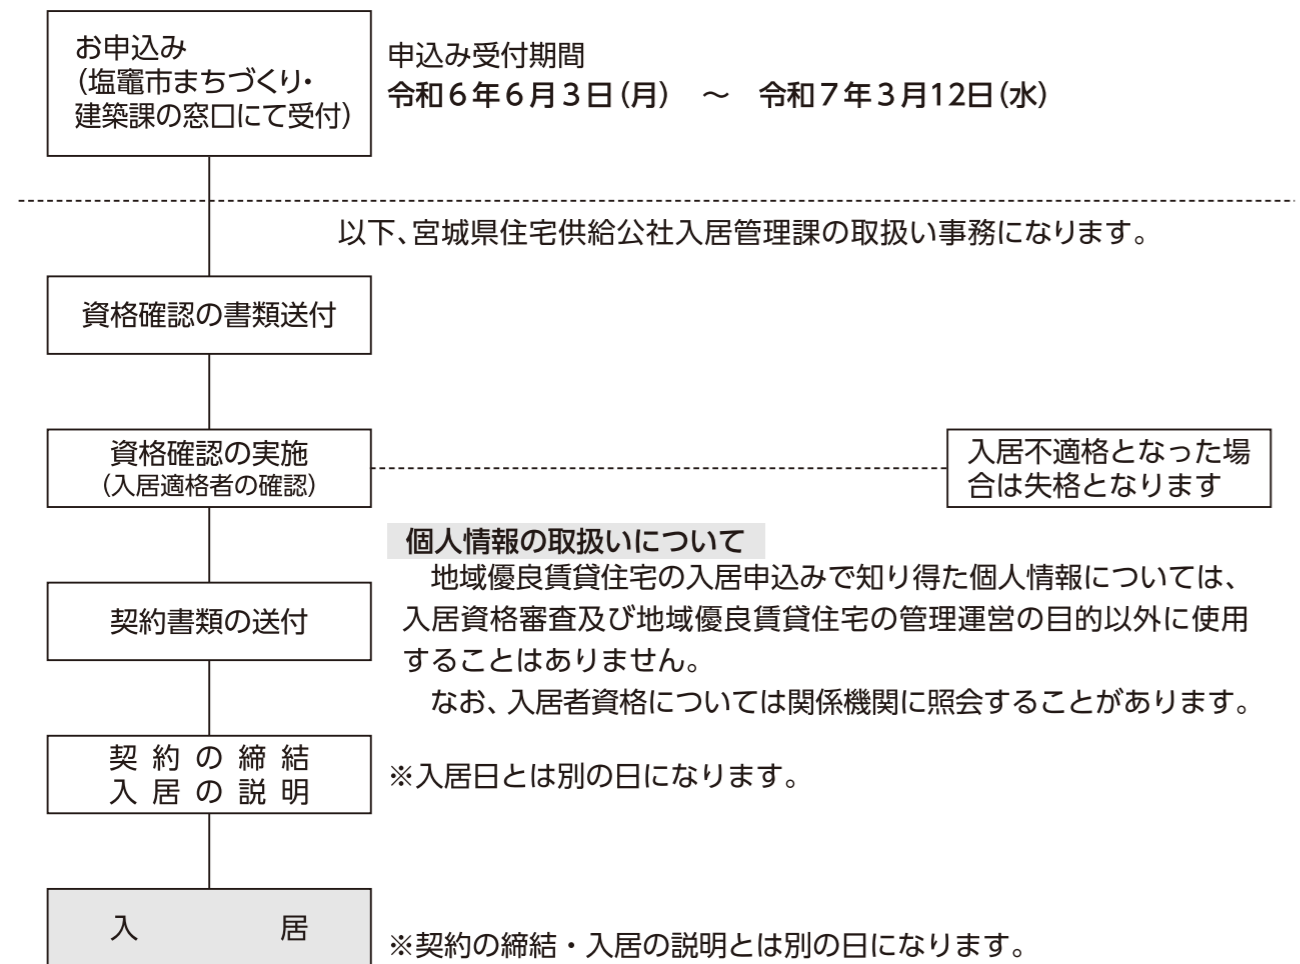 お申込み
（塩竈市まちづくり・
建築課の窓口にて受付）
申込み受付期間
令和６年６月３日（月）　～　令和７年３月12日（水）
以下、宮城県住宅供給公社入居管理課の取扱い事務になります。
資格確認の書類送付
資格確認の実施
（入居適格者の確認）
入居不適格となった場
合は失格となります
個人情報の取扱いについて
　地域優良賃貸住宅の入居申込みで知り得た個人情報については、
入居資格審査及び地域優良賃貸住宅の管理運営の目的以外に使用
することはありません。
　なお、入居者資格については関係機関に照会することがあります。
契約書類の送付
契約の締結
入居の説明
※入居日とは別の日になります。
入　　　　居
※契約の締結・入居の説明とは別の日になります。